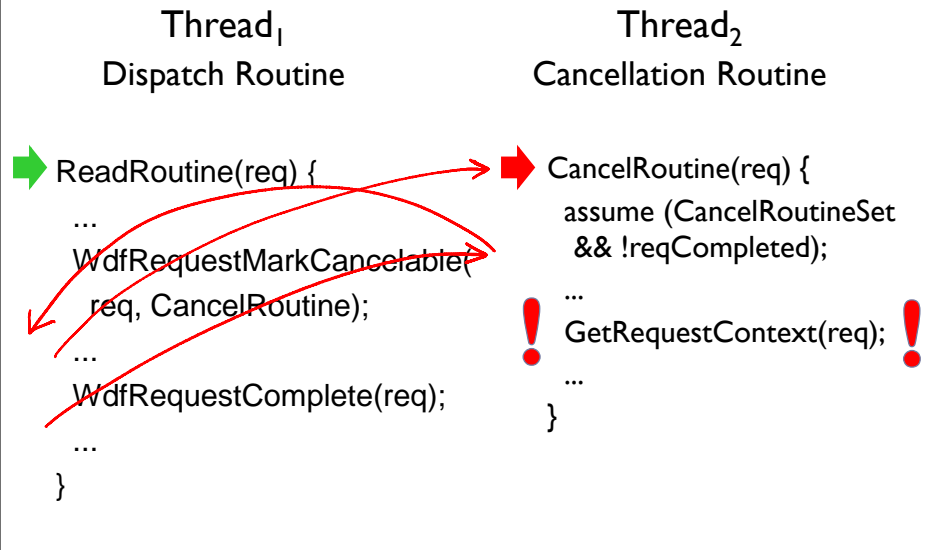 Thread1
Dispatch Routine
ReadRoutine(req) {
...
WdfRequestMarkCancelable(
req, CancelRoutine);
...
WdfRequestComplete(req);
...
}
Thread2
Cancellation Routine
CancelRoutine(req) {
assume (CancelRoutineSet
&& !reqCompleted);
...
! GetRequestContext(req); !
...
}